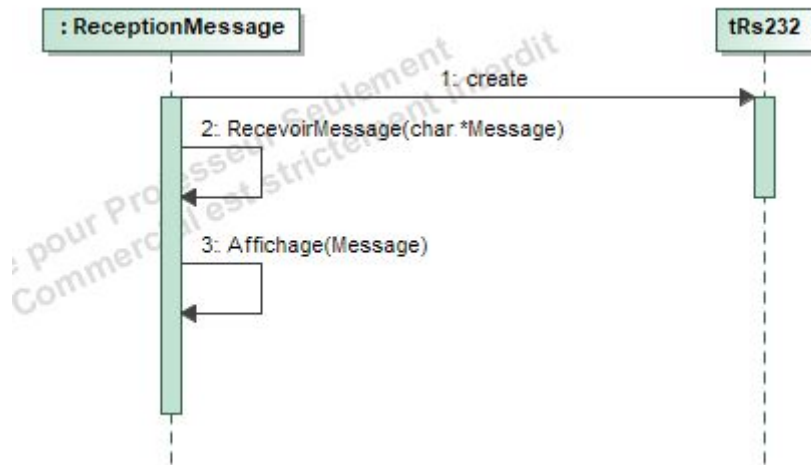 : ReceptionMessage
tRs232
1: create
2: RecevoirMessage(char *Message)
3: Affichage(Message)
pour Professeur Seulement
Commercial est strictement interdit